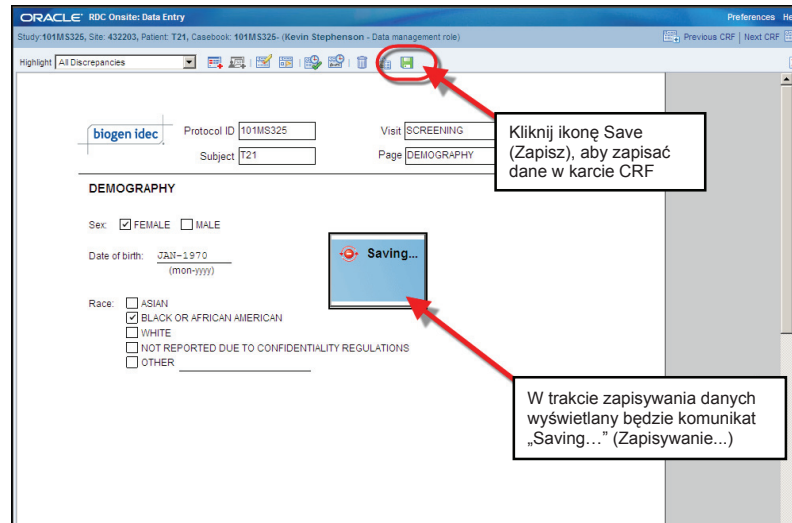 ORACLE RDC Onsite: Data Entry
Preferences
Study:101MS325, Site: 432203, Patient: T21, Casebook: 101MS325- (Kevin Stephenson - Data management role)
Previous CRF | Next CRF
Highlight All Discrepancies
biogen idec
Protocol ID 101MS325
Visit SCREENING
Subject T21
Page DEMOGRAPHY
Kliknij ikonę Save
(Zapisz), aby zapisać
dane w karcie CRF
DEMOGRAPHY
Sex: FEMALE MALE
Date of birth: JAN-1970
(mon-yyyy)
Saving...
Race: ASIAN
BLACK OR AFRICAN AMERICAN
WHITE
NOT REPORTED DUE TO CONFIDENTIALITY REGULATIONS
OTHER
W trakcie zapisywania danych
wyświetlany będzie komunikat
„Saving…” (Zapisywanie...)